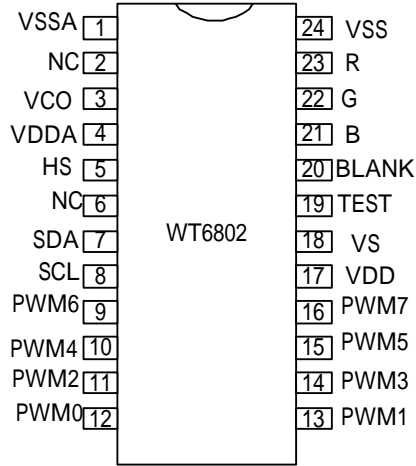 VSSA 1 24 VSS
NC 2 23 R
VCO 3 22 G
VDDA 4 21 B
HS 5 20 BLANK
NC 6 19 TEST
SDA 7 WT6802 18 VS
SCL 8 17 VDD
PWM6 9 16 PWM7
PWM4 10 15 PWM5
PWM2 11 14 PWM3
PWM0 12 13 PWM1